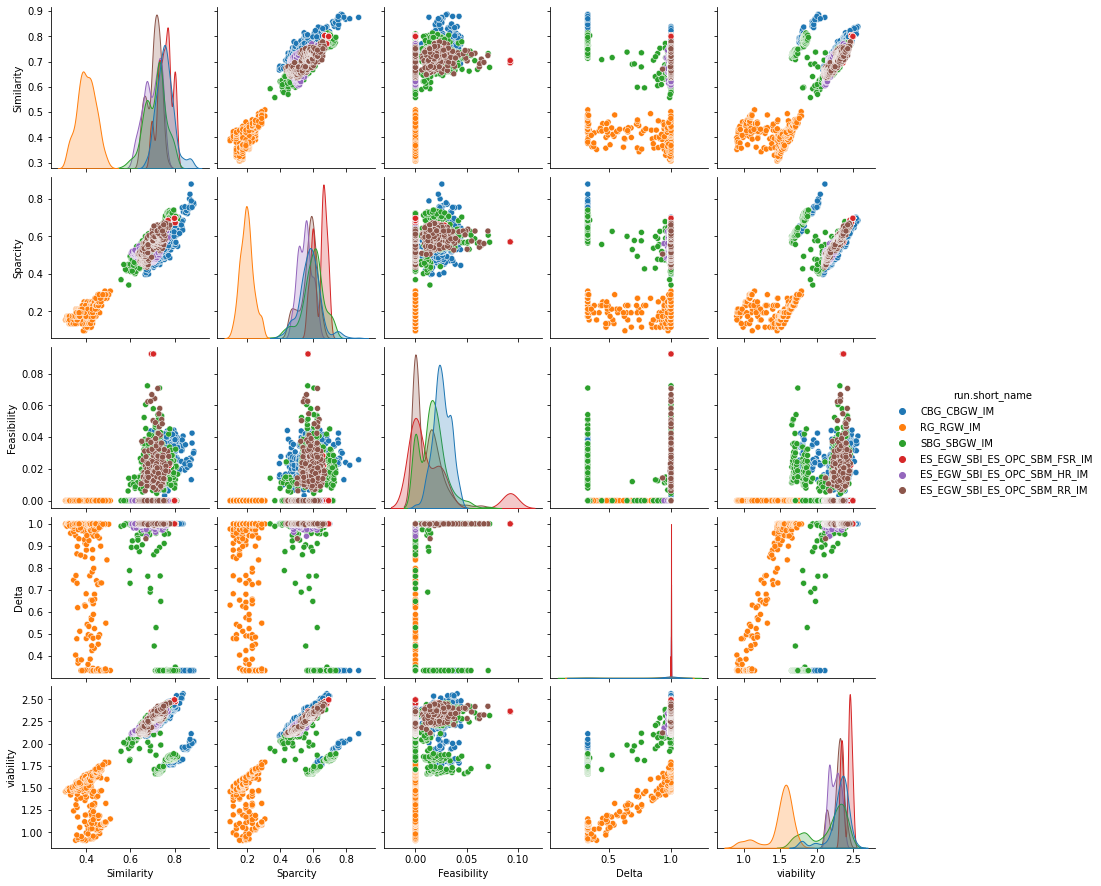 0.9
0.8
0.7
0.6
0.5
0.4
0.3
Similarity
0.8
0.6
0.4
0.2
Sparcity
0.08
0.06
0.04
0.02
0.00
Feasibility
1.0
0.9
0.8
0.7
0.6
0.5
0.4
Delta
2.50
2.25
2.00
1.75
1.50
1.25
1.00
viability
0.4 0.6 0.8
Similarity
0.2 0.4 0.6 0.8
Sparcity
0.00 0.05 0.10
Feasibility
0.5 1.0
Delta
1.0 1.5 2.0 2.5
viability
run.short_name
CBG_CBGW_IM
RG_RGW_IM
SBG_SBGW_IM
ES_EGW_SBI_ES_OPC_SBM_FSR_IM
ES_EGW_SBI_ES_OPC_SBM_HR_IM
ES_EGW_SBI_ES_OPC_SBM_RR_IM